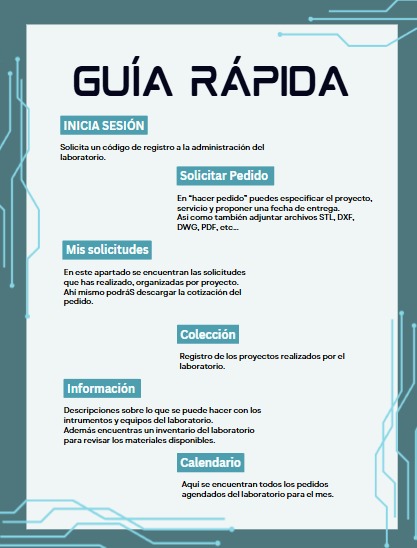 GUÍA RÁPIDA
INICIA SESIÓN
Solicita un código de registro a la administración del
laboratorio.
Solicitar Pedido
En "hacer pedido" puedes especificar el proyecto,
servicio y proponer una fecha de entrega.
Asi como también adjuntar archivos STL, DXF,
DWG, PDF, etc...
Mis solicitudes
En este apartado se encuentran las solicitudes
que has realizado, organizadas por proyecto.
Ahí mismo podráS descargar la cotización del
pedido.
Colección
Registro de los proyectos realizados por el
laboratorio.
Información
Descripciones sobre lo que se puede hacer con los
intrumentos y equipos del laboratorio.
Además encuentras un inventario del laboratorio
para revisar los materiales disponibles.
Calendario
Aqui se encuentran todos los pedidos
agendados del laboratorio para el mes.